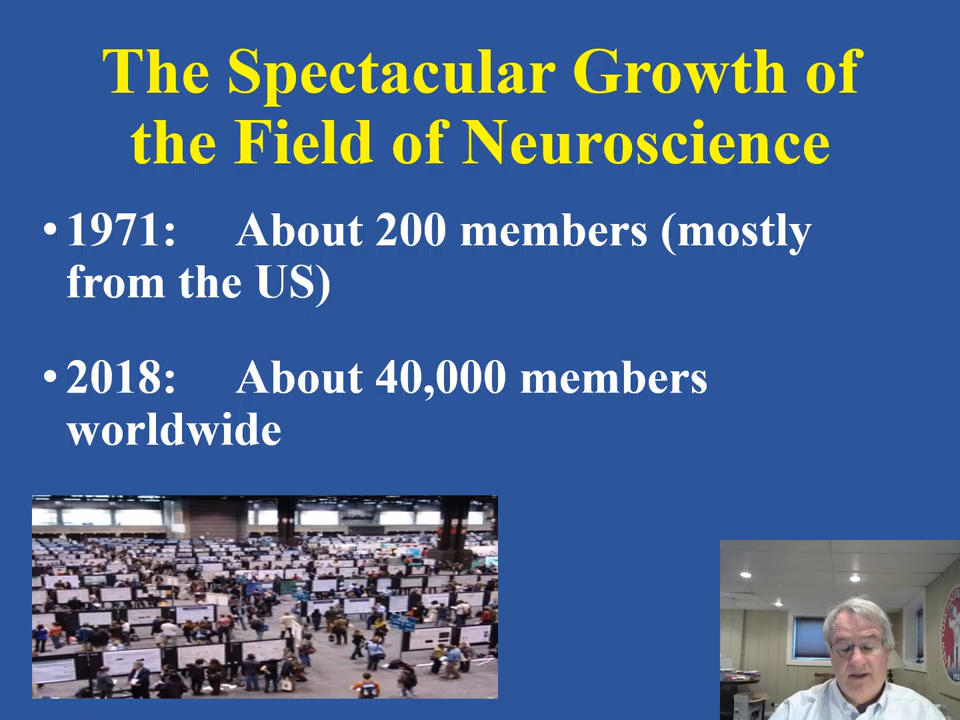 The Spectacular Growth of
the Field of Neuroscience
• 1971: About 200 members (mostly
from the US)
• 2018: About 40,000 members
worldwide